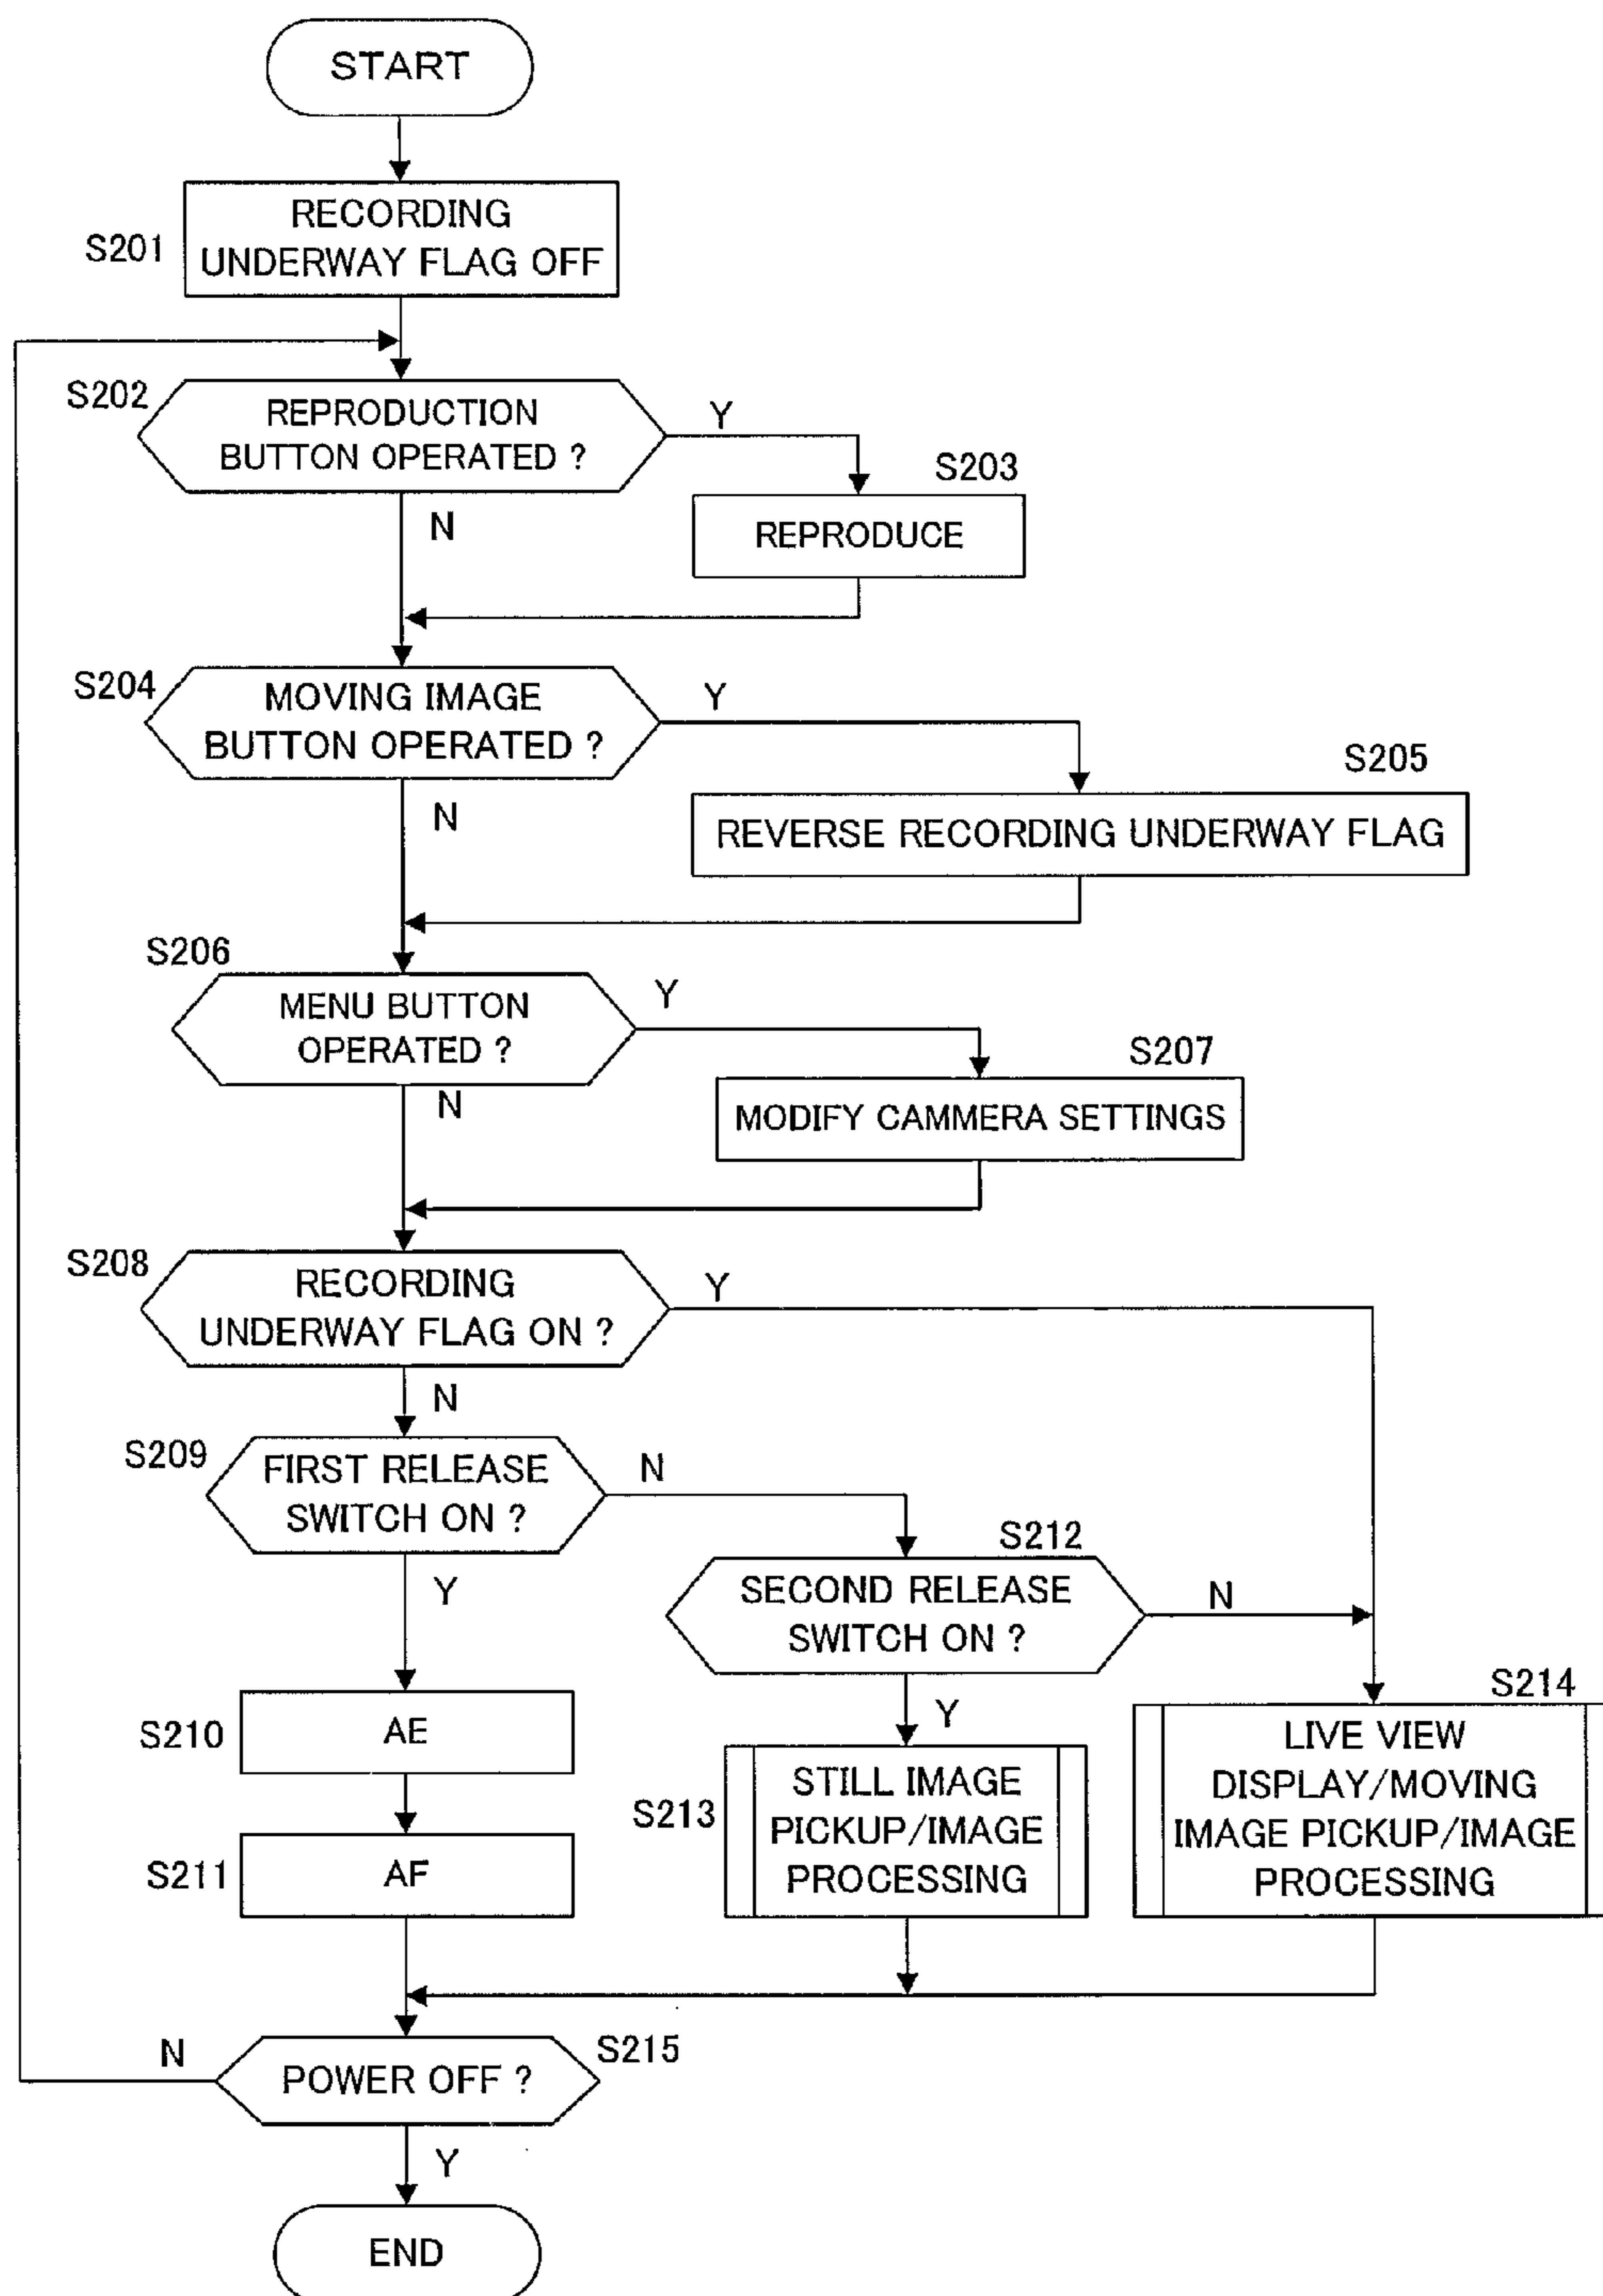 START
S201
RECORDING
UNDERWAY FLAG OFF
S202
REPRODUCTION
BUTTON OPERATED ?
Y
N
S203
REPRODUCE
S204
MOVING IMAGE
BUTTON OPERATED ?
Y
N
S205
REVERSE RECORDING UNDERWAY FLAG
S206
MENU BUTTON
OPERATED ?
Y
N
S207
MODIFY CAMMERA SETTINGS
S208
RECORDING
UNDERWAY FLAG ON ?
Y
N
S209
FIRST RELEASE
SWITCH ON ?
N
Y
S212
SECOND RELEASE
SWITCH ON ?
N
Y
S210
AE
S211
AF
S213
STILL IMAGE
PICKUP/IMAGE
PROCESSING
S214
LIVE VIEW
DISPLAY/MOVING
IMAGE PICKUP/IMAGE
PROCESSING
S215
POWER OFF ?
N
Y
END